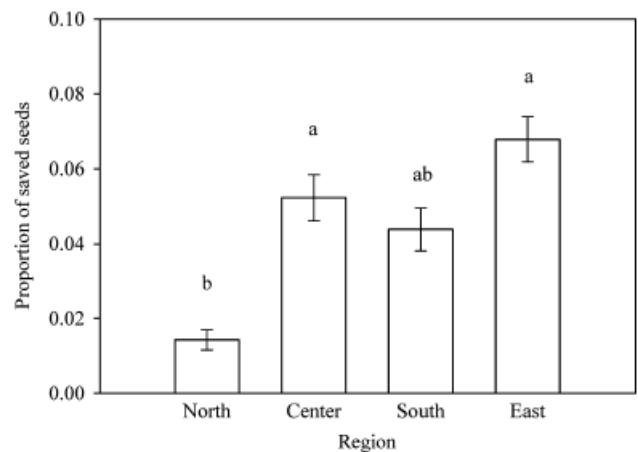 0.10
0.08
0.06
0.04
0.02
0.00
Proportion of saved seeds
b
a
ab
a
North Center South East
Region